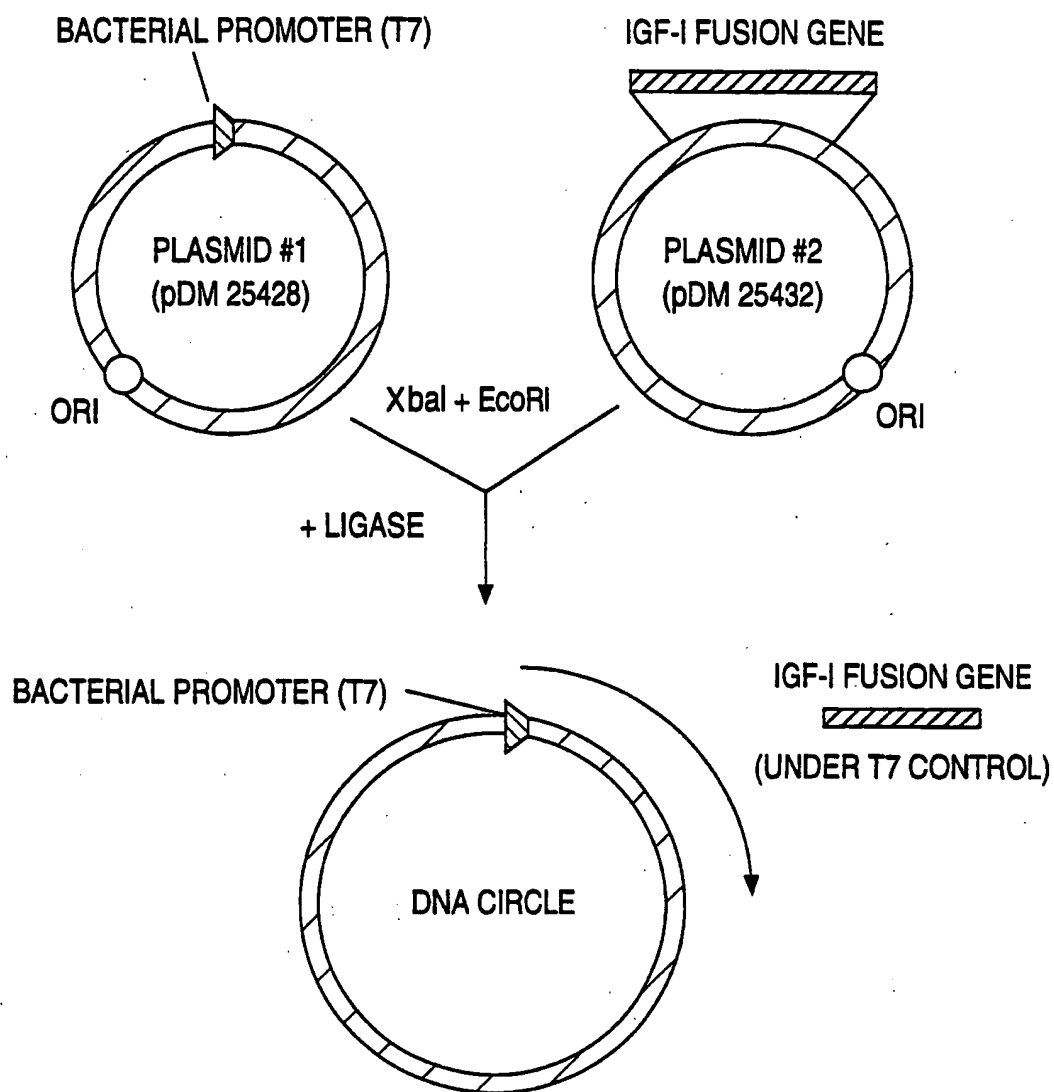 BACTERIAL PROMOTER (T7)
IGF-I FUSION GENE
PLASMID #1
(pDM 25428)
PLASMID #2
(pDM 25432)
ORI
XbaI + EcoRI
ORI
+ LIGASE
BACTERIAL PROMOTER (T7)
IGF-I FUSION GENE
(UNDER T7 CONTROL)
DNA CIRCLE